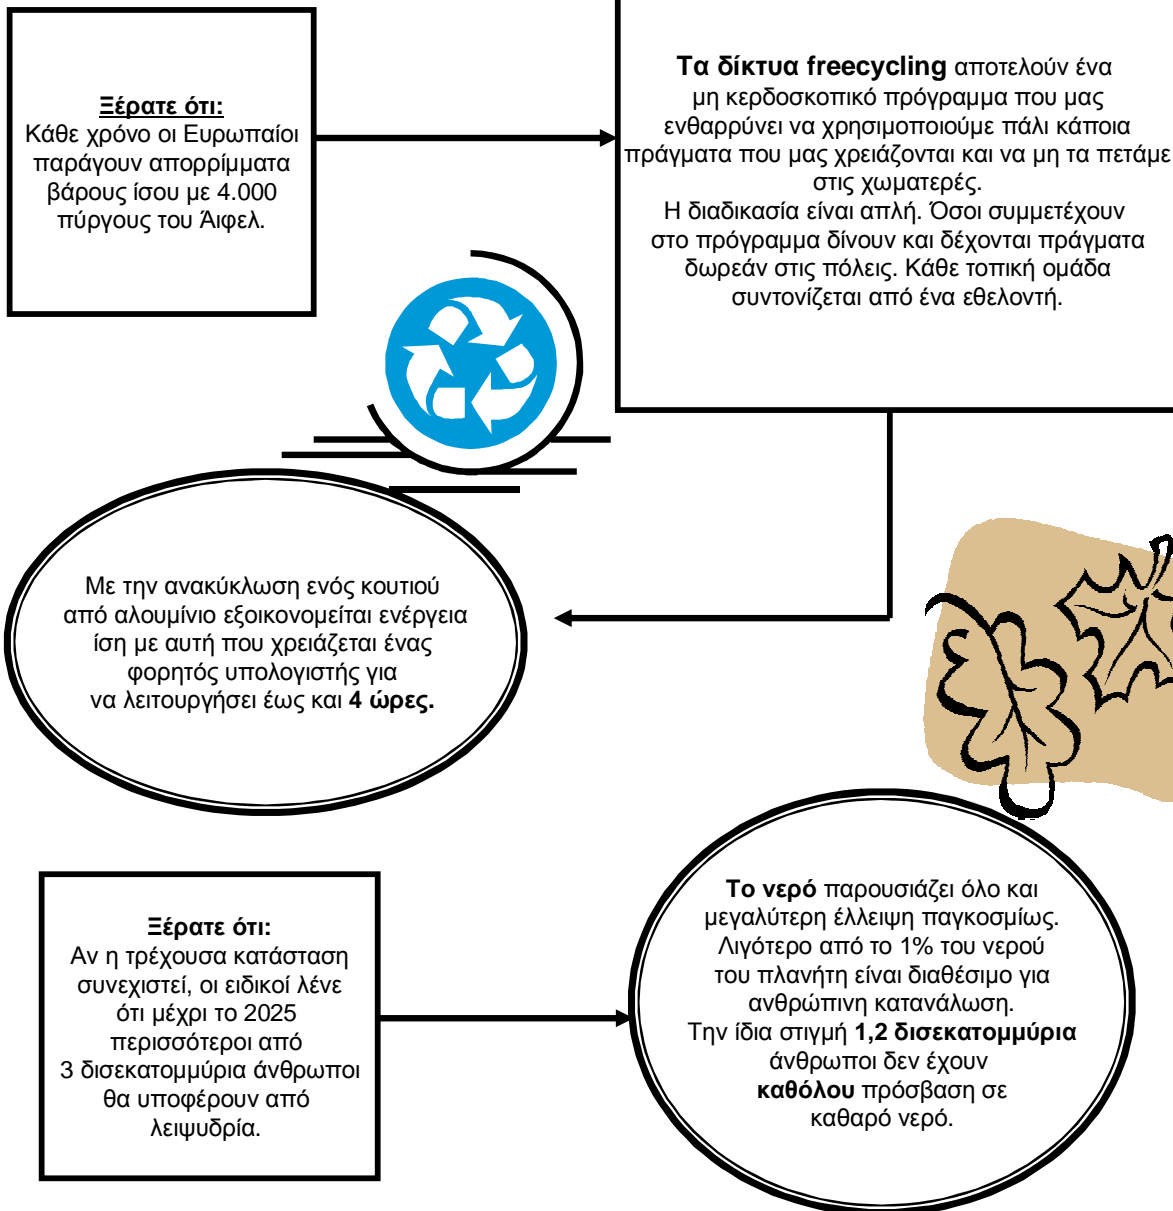 Ξέρατε ότι:
Κάθε χρόνο οι Ευρωπαίοι
παράγουν απορρίμματα
βάρους ίσου με 4.000
πύργους του Άιφελ.
Τα δίκτυα freecycling αποτελούν ένα
μη κερδοσκοπικό πρόγραμμα που μας
ενθαρρύνει να χρησιμοποιούμε πάλι κάποια
πράγματα που μας χρειάζονται και να μη τα πετάμε
στις χωματερές.
Η διαδικασία είναι απλή. Όσοι συμμετέχουν
στο πρόγραμμα δίνουν και δέχονται πράγματα
δωρεάν στις πόλεις. Κάθε τοπική ομάδα
συντονίζεται από ένα εθελοντή.
Με την ανακύκλωση ενός κουτιού
από αλουμίνιο εξοικονομείται ενέργεια
ίση με αυτή που χρειάζεται ένας
φορητός υπολογιστής για
να λειτουργήσει έως και 4 ώρες.
Ξέρατε ότι:
Αν η τρέχουσα κατάσταση
συνεχιστεί, οι ειδικοί λένε
ότι μέχρι το 2025
περισσότεροι από
3 δισεκατομμύρια άνθρωποι
θα υποφέρουν από
λειψυδρία.
Το νερό παρουσιάζει όλο και
μεγαλύτερη έλλειψη παγκοσμίως.
Λιγότερο από το 1% του νερού
του πλανήτη είναι διαθέσιμο για
ανθρώπινη κατανάλωση.
Την ίδια στιγμή 1,2 δισεκατομμύρια
άνθρωποι δεν έχουν
καθόλου πρόσβαση σε
καθαρό νερό.